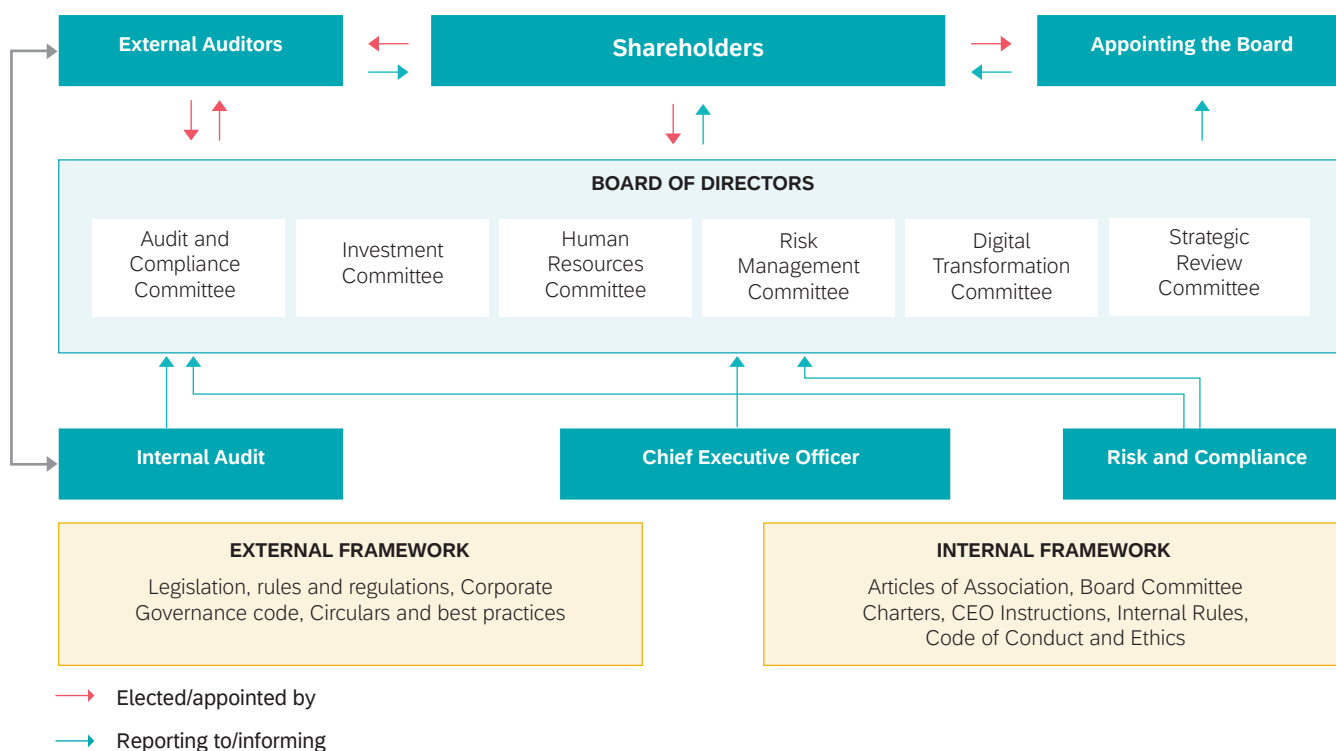 External Auditors
Shareholders
Appointing the Board
BOARD OF DIRECTORS
Audit and
Compliance
Committee
Investment
Committee
Human
Resources
Committee
Risk
Management
Committee
Digital
Transformation
Committee
Strategic
Review
Committee
Internal Audit
Chief Executive Officer
Risk and Compliance
EXTERNAL FRAMEWORK
Legislation, rules and regulations, Corporate
Governance code, Circulars and best practices
INTERNAL FRAMEWORK
Articles of Association, Board Committee
Charters, CEO Instructions, Internal Rules,
Code of Conduct and Ethics
Elected/appointed by
Reporting to/informing